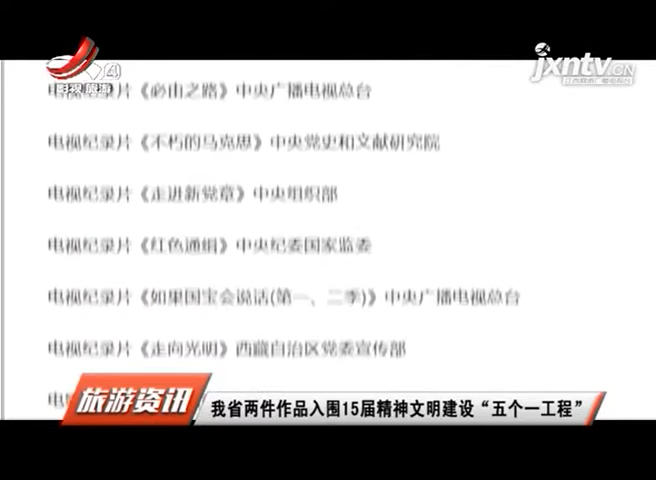 jxntv.CN
影视旅游
电视纪录片《必由之路》中央广播电视总台
电视纪录片《不朽的马克思》中央党史和文献研究院
电视纪录片《走进新党章》中央组织部
电视纪录片《红色通缉》中央纪委国家监委
电视纪录片《如果国宝会说话(第一、二季)》中央广播电视总台
电视纪录片《走向光明》西藏自治区党委宣传部
旅游资讯
我省两件作品入围15届精神文明建设“五个一工程”